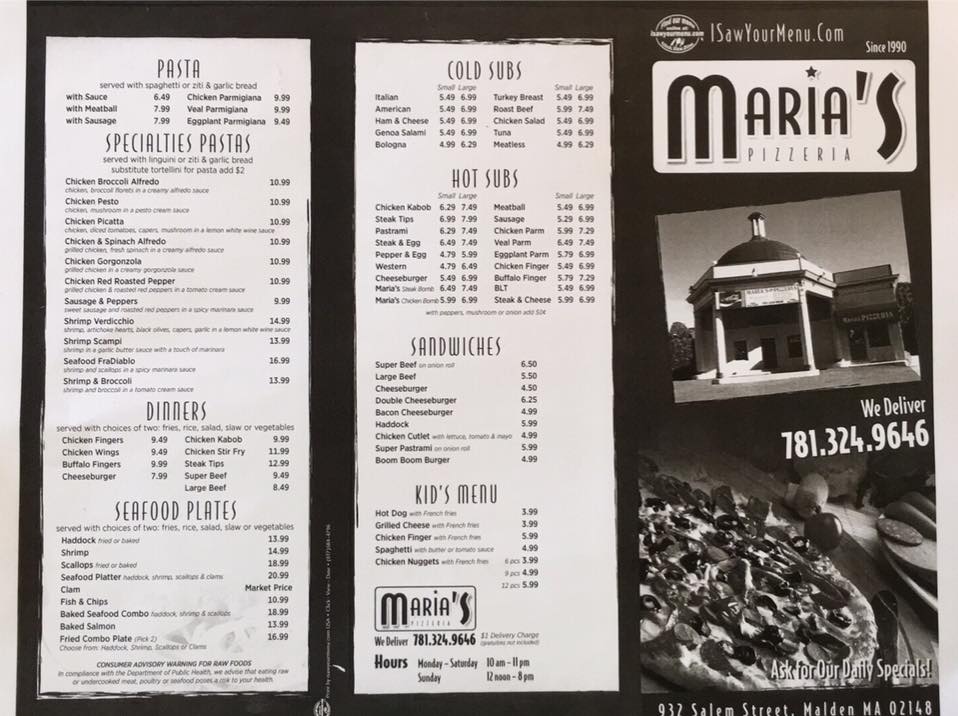 PASTA
served with spaghetti or ziti & garlic bread
with Sauce 6.49 Chicken Parmigiana 9.99
with Meatball 7.99 Veal Parmigiana 9.99
with Sausage 7.99 Eggplant Parmigiana 9.49
SPECIALTIES PASTAS
served with linguini or ziti & garlic bread
substitute tortellini for pasta add $2
Chicken Broccoli Alfredo 10.99
chicken, broccoli florets in a creamy alfredo sauce
Chicken Pesto 10.99
chicken, mushroom in a pesto cream sauce
Chicken Picatta 10.99
chicken, diced tomatoes, capers, mushroom in a lemon white wine sauce
Chicken & Spinach Alfredo 10.99
grilled chicken, fresh spinach in a creamy alfredo sauce
Chicken Gorgonzola 10.99
grilled chicken in a creamy gorgonzola sauce
Chicken Red Roasted Pepper 10.99
grilled chicken & roasted red peppers in a tomato cream sauce
Sausage & Peppers 9.99
sweet sausage and roasted red peppers in a spicy marinara sauce
Shrimp Verdicchio 14.99
shrimp, artichoke hearts, black olives, capers, garlic in a lemon white wine sauce
Shrimp Scampi 13.99
shrimp in a garlic butter sauce with a touch of marinara
Seafood FraDiablo 16.99
shrimp and scallops in a spicy marinara sauce
Shrimp & Broccoli 13.99
shrimp and broccoli in a tomato cream sauce
DINNERS
served with choices of two: fries, rice, salad, slaw or vegetables
Chicken Fingers 9.49 Chicken Kabob 9.99
Chicken Wings 9.49 Chicken Stir Fry 11.99
Buffalo Fingers 9.99 Steak Tips 12.99
Cheeseburger 7.99 Super Beef 9.49
Large Beef 8.49
SEAFOOD PLATES
served with choices of two: fries, rice, salad, slaw or vegetables
Haddock fried or baked 13.99
Shrimp 14.99
Scallops fried or baked 18.99
Seafood Platter haddock, shrimp, scallops & clams 20.99
Clam Market Price
Fish & Chips 10.99
Baked Seafood Combo haddock, shrimp & scallops 18.99
Baked Salmon 13.99
Fried Combo Plate (Pick 2) 16.99
Choose from: Haddock, Shrimp, Scallops or Clams
CONSUMER ADVISORY WARNING FOR RAW FOODS
In compliance with the Department of Public Health, we advise that eating raw
or undercooked meat, poultry or seafood poses a risk to your health.
COLD SUBS
Small Large Small Large
Italian 5.49 6.99 Turkey Breast 5.49 6.99
American 5.49 6.99 Roast Beef 5.99 7.49
Ham & Cheese 5.49 6.99 Chicken Salad 5.49 6.99
Genoa Salami 5.49 6.99 Tuna 5.49 6.99
Bologna 4.99 6.29 Meatless 4.99 6.29
HOT SUBS
Small Large Small Large
Chicken Kabob 6.29 7.49 Meatball 5.49 6.99
Steak Tips 6.99 7.99 Sausage 5.29 6.99
Pastrami 6.29 7.49 Chicken Parm 5.99 7.29
Steak & Egg 6.49 7.49 Veal Parm 6.49 7.49
Pepper & Egg 4.79 5.99 Eggplant Parm 5.79 6.99
Western 4.79 6.49 Chicken Finger 5.49 6.99
Cheeseburger 5.49 6.99 Buffalo Finger 5.79 7.29
Maria's Steak Bomb 6.49 7.49 BLT 5.49 6.99
Maria's Chicken Bomb 5.99 6.99 Steak & Cheese 5.99 6.99
with peppers, mushroom or onion add 50¢
SANDWICHES
Super Beef on onion roll 6.50
Large Beef 5.50
Cheeseburger 4.50
Double Cheeseburger 6.25
Bacon Cheeseburger 4.99
Haddock 5.99
Chicken Cutlet with lettuce, tomato & mayo 4.99
Super Pastrami on onion roll 5.99
Boom Boom Burger 4.99
KID'S MENU
Hot Dog with French fries 3.99
Grilled Cheese with French fries 3.99
Chicken Finger with French fries 5.99
Spaghetti with butter or tomato sauce 4.99
Chicken Nuggets with French fries 6 pcs 3.99
9 pcs 4.99
12 pcs 5.99
MARIA'S
PIZZERIA
We Deliver 781.324.9646 $2 Delivery Charge
(gratuities not included)
Hours Monday – Saturday 10 am – 11 pm
Sunday 12 noon – 8 pm
ISawYourMenu.Com
Since 1990
MARIA'S
PIZZERIA
MARIA'S PIZZERIA
We Deliver
781.324.9646
Ask for Our Daily Specials!
932 Salem Street, Malden MA 02148